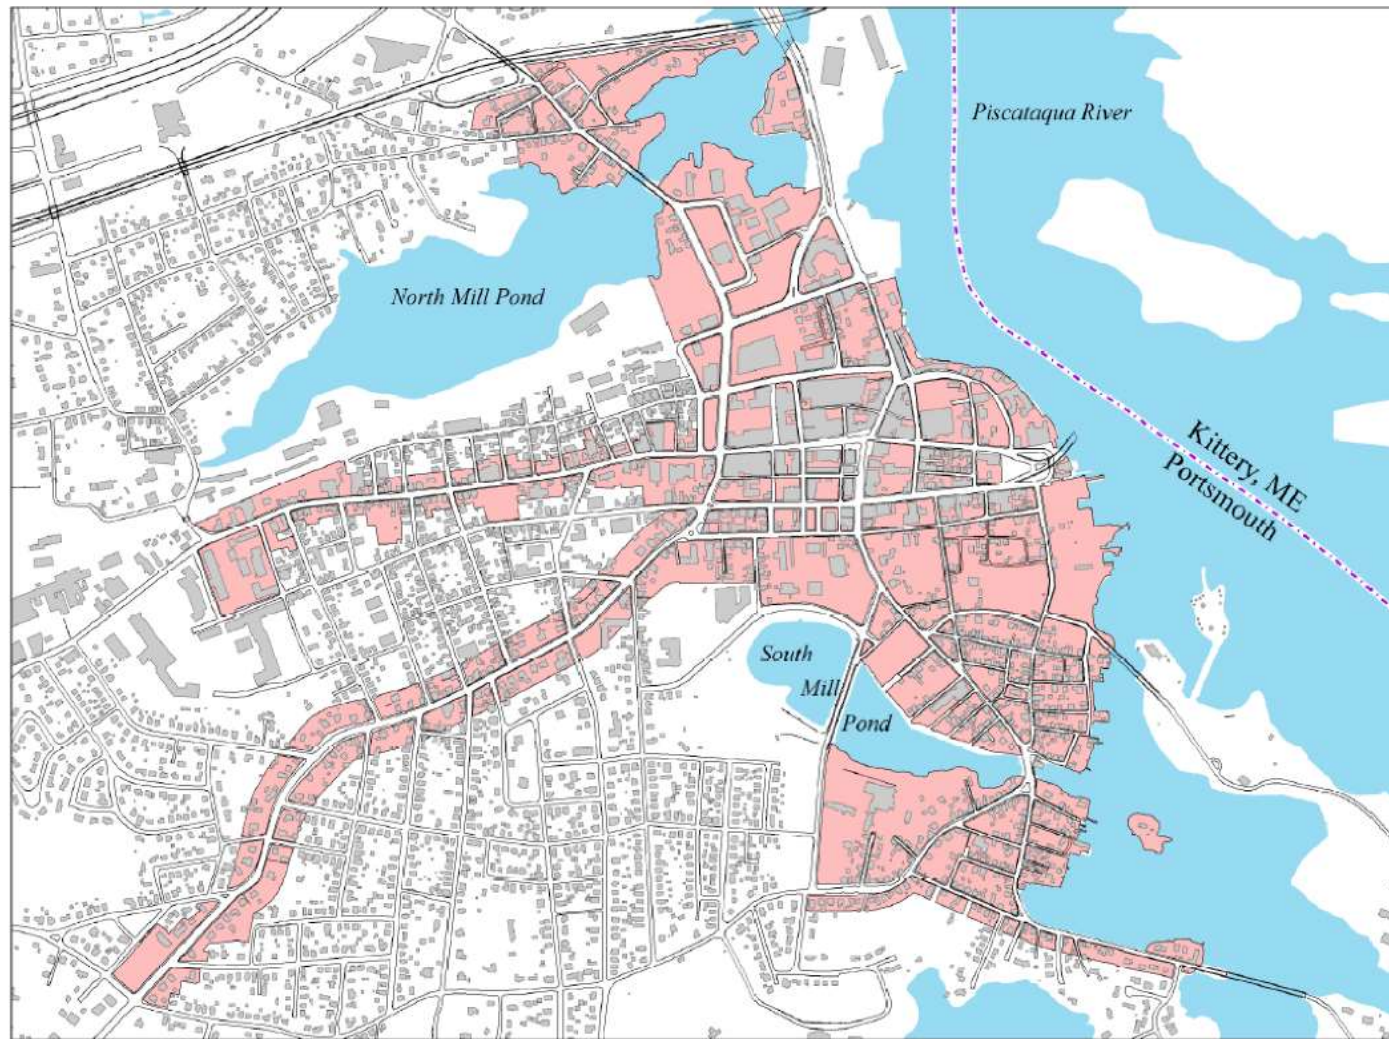 Piscataqua River
North Mill Pond
Kittery, ME
Portsmouth
South
Mill
Pond